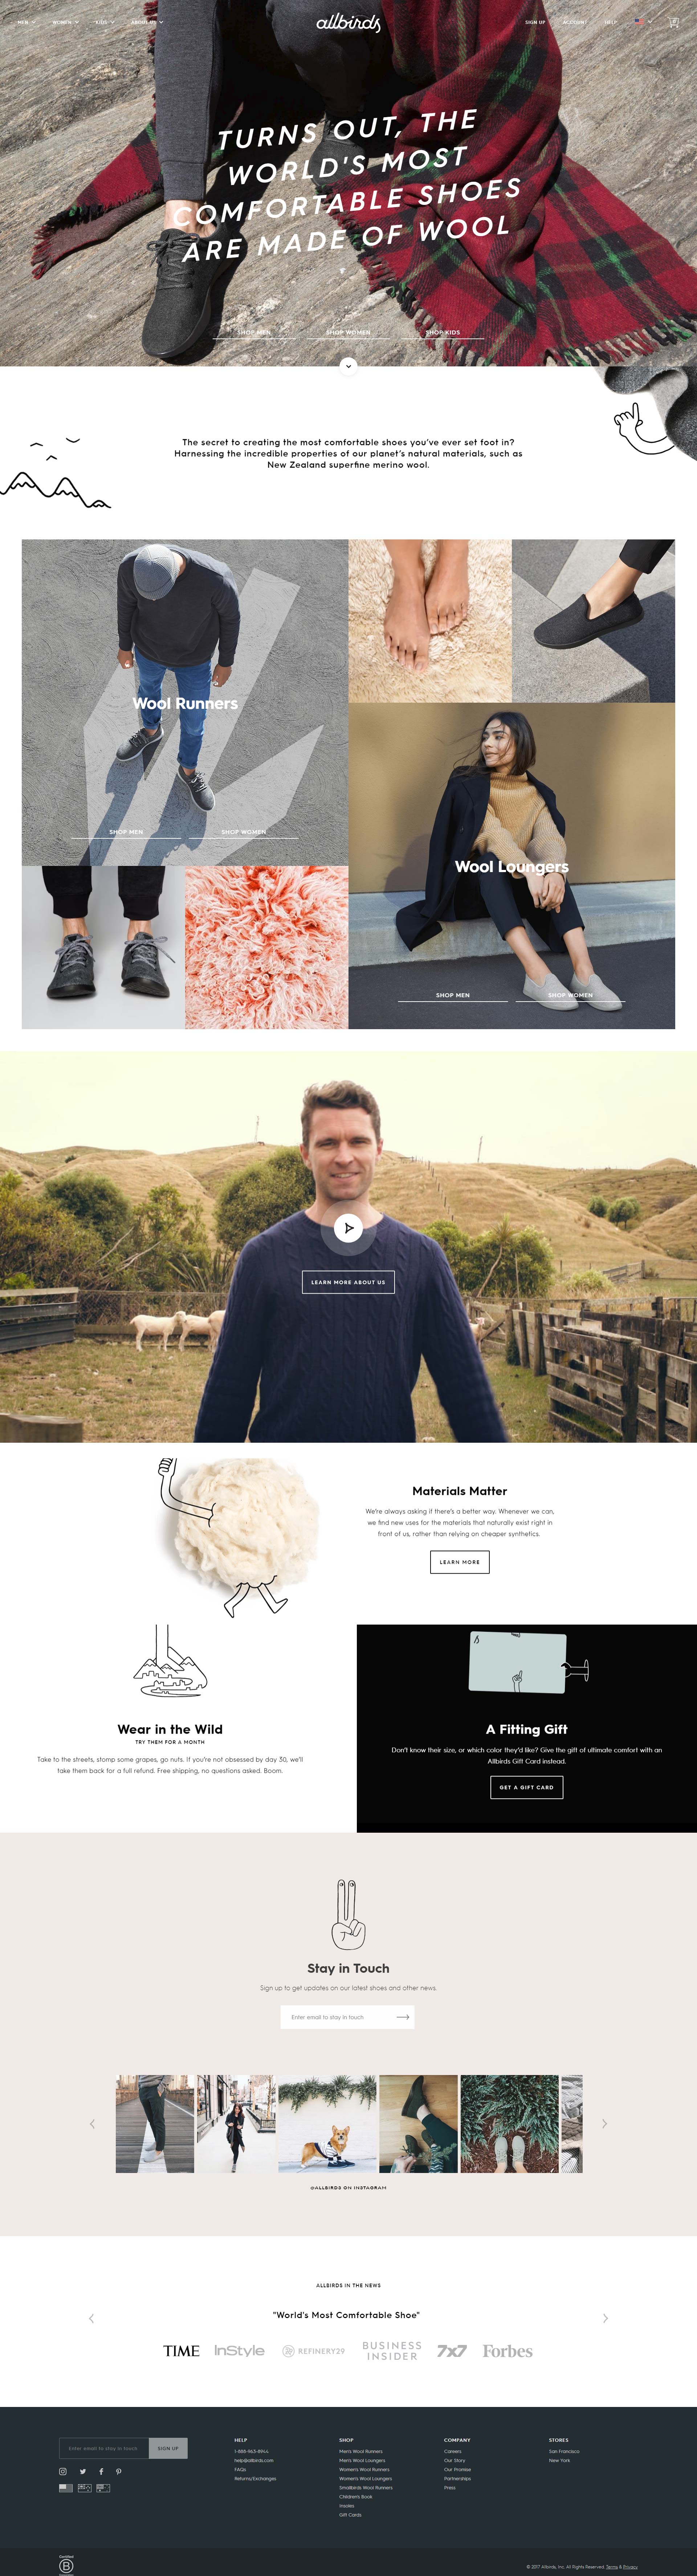 MEN
WOMEN
KIDS
ABOUT US
allbirds
SIGN UP
ACCOUNT
HELP
TURNS OUT, THE
WORLD'S MOST
COMFORTABLE SHOES
ARE MADE OF WOOL
SHOP MEN
SHOP WOMEN
SHOP KIDS
The secret to creating the most comfortable shoes you've ever set foot in?
Harnessing the incredible properties of our planet's natural materials, such as
New Zealand superfine merino wool.
Wool Runners
SHOP MEN
SHOP WOMEN
Wool Loungers
SHOP MEN
SHOP WOMEN
LEARN MORE ABOUT US
Materials Matter
We're always asking if there's a better way. Whenever we can,
we find new uses for the materials that naturally exist right in
front of us, rather than relying on cheaper synthetics.
LEARN MORE
Wear in the Wild
TRY THEM FOR A MONTH
Take to the streets, stomp some grapes, go nuts. If you're not obsessed by day 30, we'll
take them back for a full refund. Free shipping, no questions asked. Boom.
A Fitting Gift
Don't know their size, or which color they'd like? Give the gift of ultimate comfort with an
Allbirds Gift Card instead.
GET A GIFT CARD
Stay in Touch
Sign up to get updates on our latest shoes and other news.
Enter email to stay in touch
@ALLBIRDS ON INSTAGRAM
ALLBIRDS IN THE NEWS
"World's Most Comfortable Shoe"
TIME
InStyle
REFINERY29
BUSINESS
INSIDER
7x7
Forbes
Enter email to stay in touch
SIGN UP
HELP
1-888-963-8944
help@allbirds.com
FAQs
Returns/Exchanges
SHOP
Men's Wool Runners
Men's Wool Loungers
Women's Wool Runners
Women's Wool Loungers
Smallbirds Wool Runners
Children's Book
Insoles
Gift Cards
COMPANY
Careers
Our Story
Our Promise
Partnerships
Press
STORES
San Francisco
New York
Certified
B
© 2017 Allbirds, Inc. All Rights Reserved. Terms & Privacy